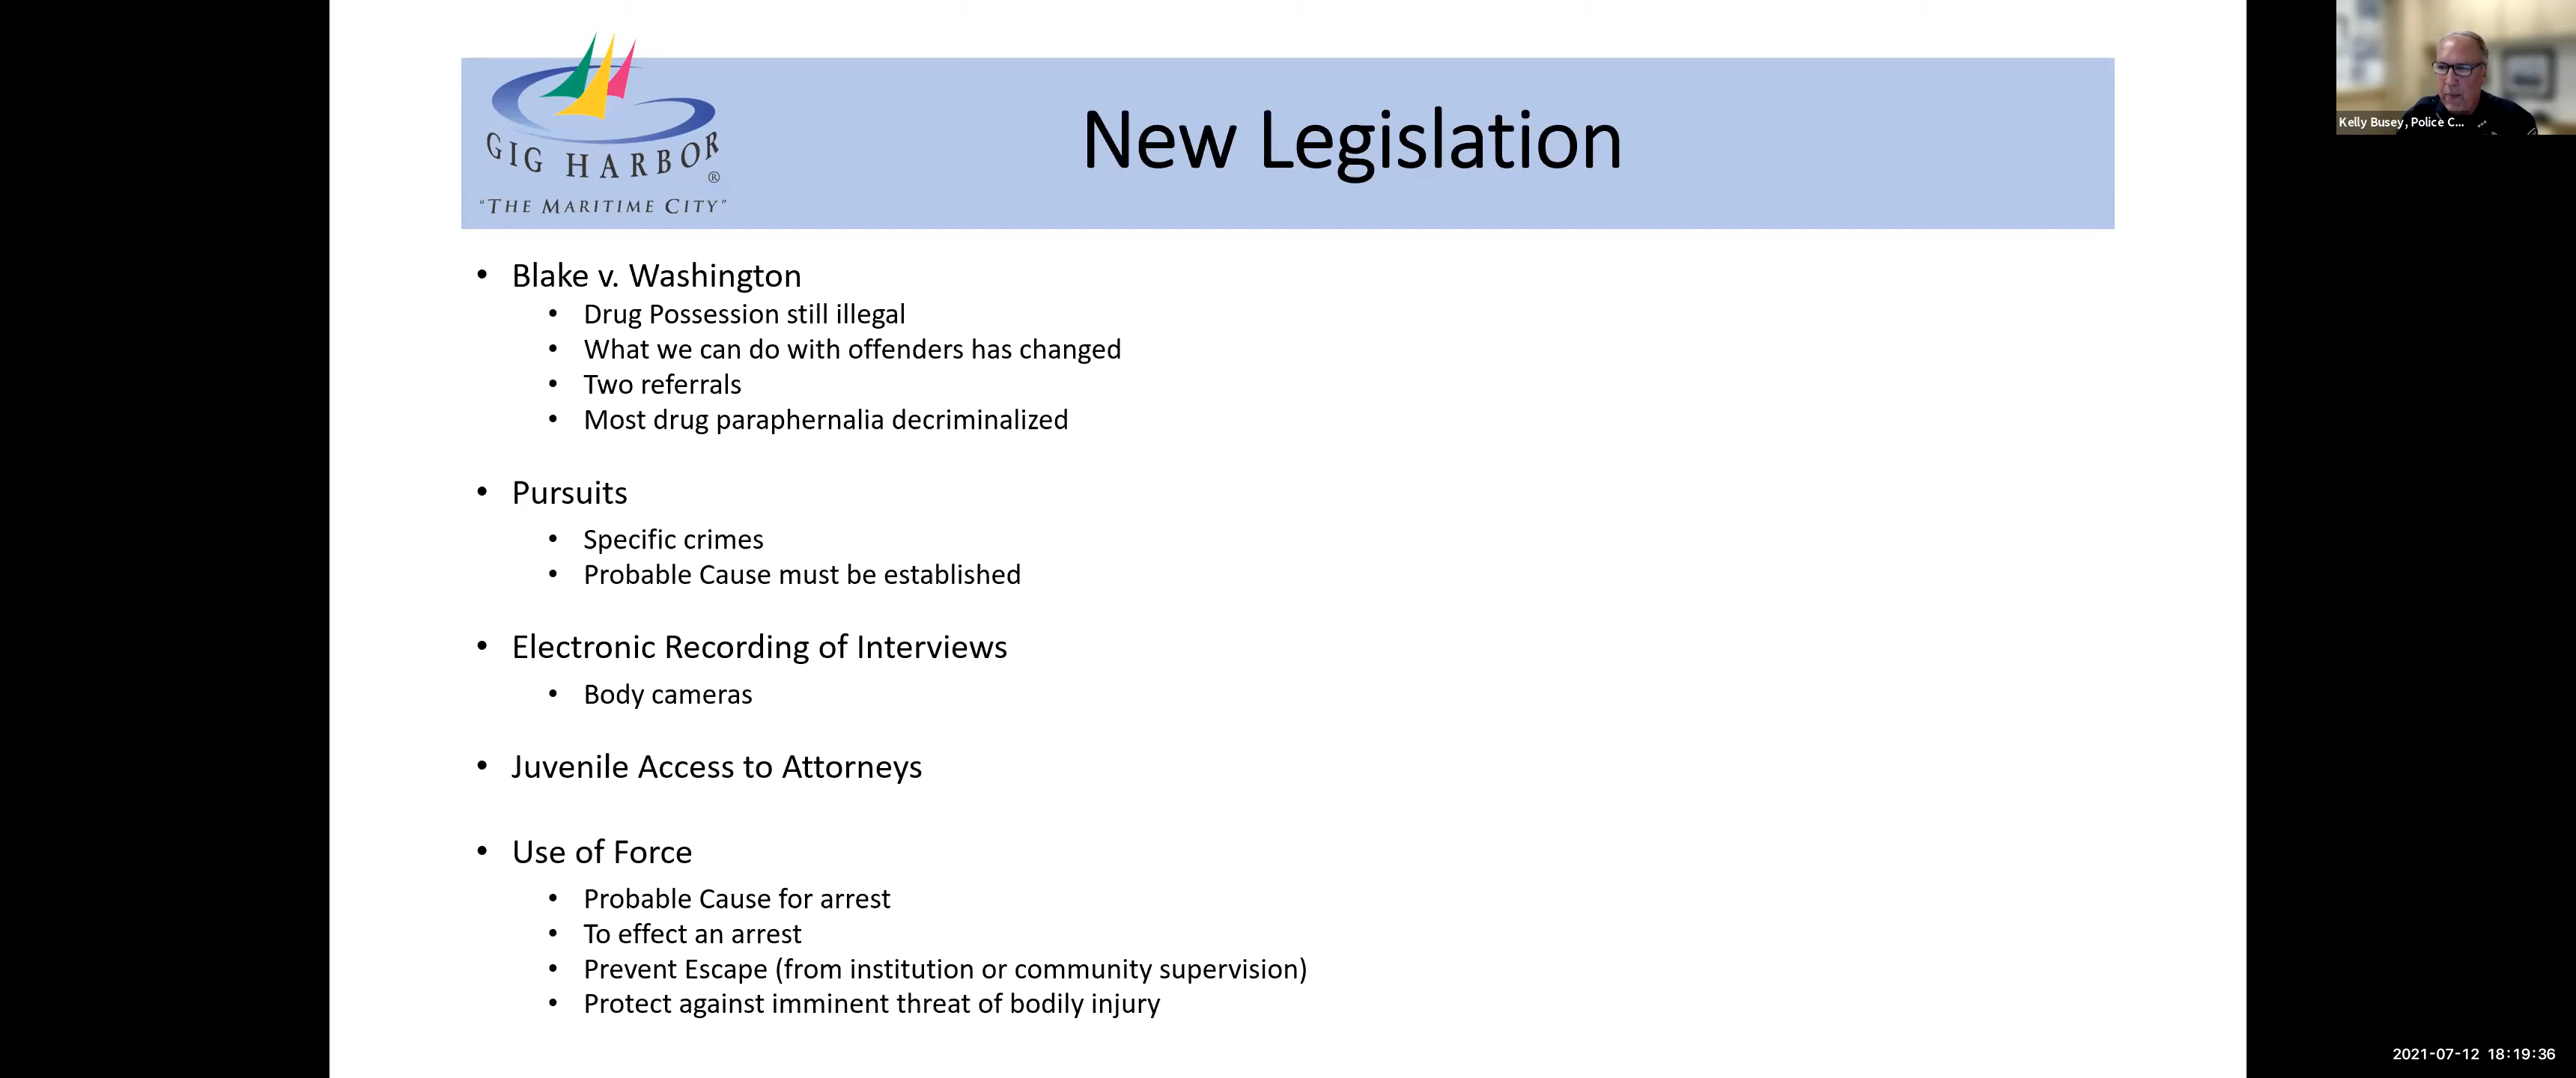 GIG HARBOR
®
"THE MARITIME CITY"
New Legislation
Kelly Busey, Police C...
• Blake v. Washington
• Drug Possession still illegal
• What we can do with offenders has changed
• Two referrals
• Most drug paraphernalia decriminalized
• Pursuits
• Specific crimes
• Probable Cause must be established
• Electronic Recording of Interviews
• Body cameras
• Juvenile Access to Attorneys
• Use of Force
• Probable Cause for arrest
• To effect an arrest
• Prevent Escape (from institution or community supervision)
• Protect against imminent threat of bodily injury
2021-07-12 18:19:36